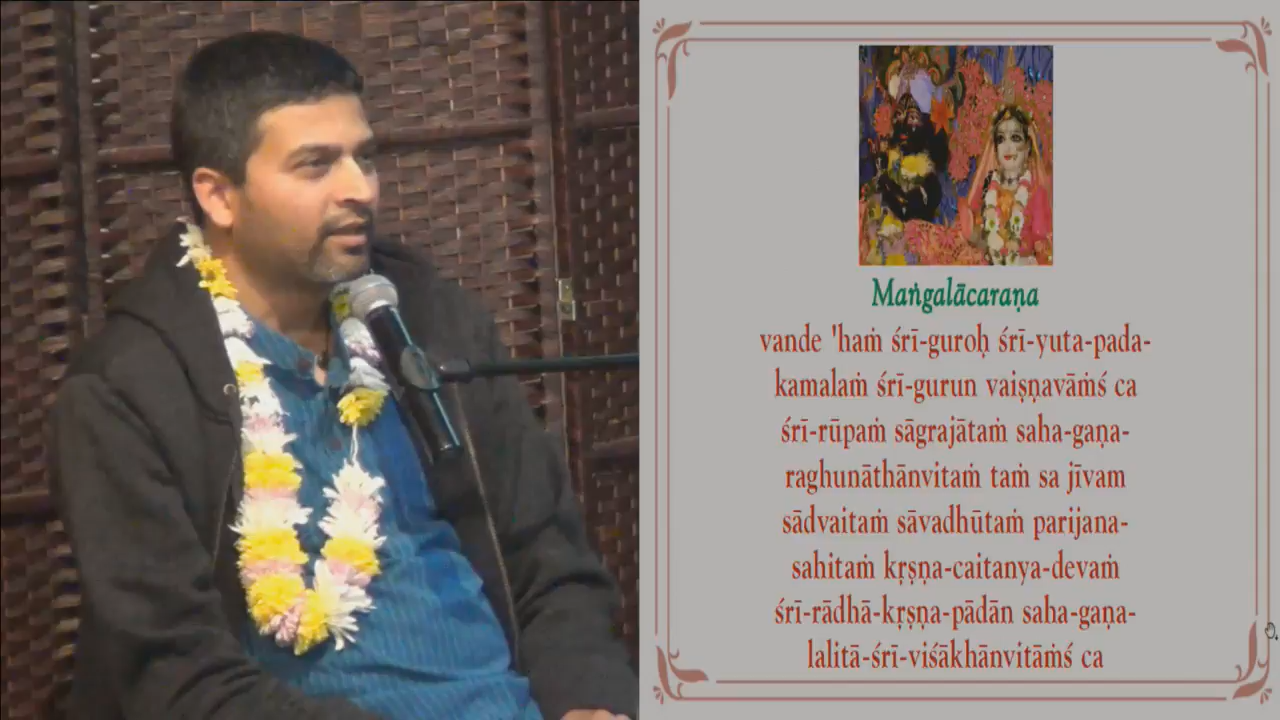 Maṅgalācaraṇa
vande 'haṁ śrī-guroḥ śrī-yuta-pada-
kamalaṁ śrī-gurun vaiṣṇavāṁś ca
śrī-rūpaṁ sāgrajātaṁ saha-gaṇa-
raghunāthānvitaṁ taṁ sa jīvam
sādvaitaṁ sāvadhūtaṁ parijana-
sahitaṁ kṛṣṇa-caitanya-devaṁ
śrī-rādhā-kṛṣṇa-pādān saha-gaṇa-
lalitā-śrī-viśākhānvitāṁś ca